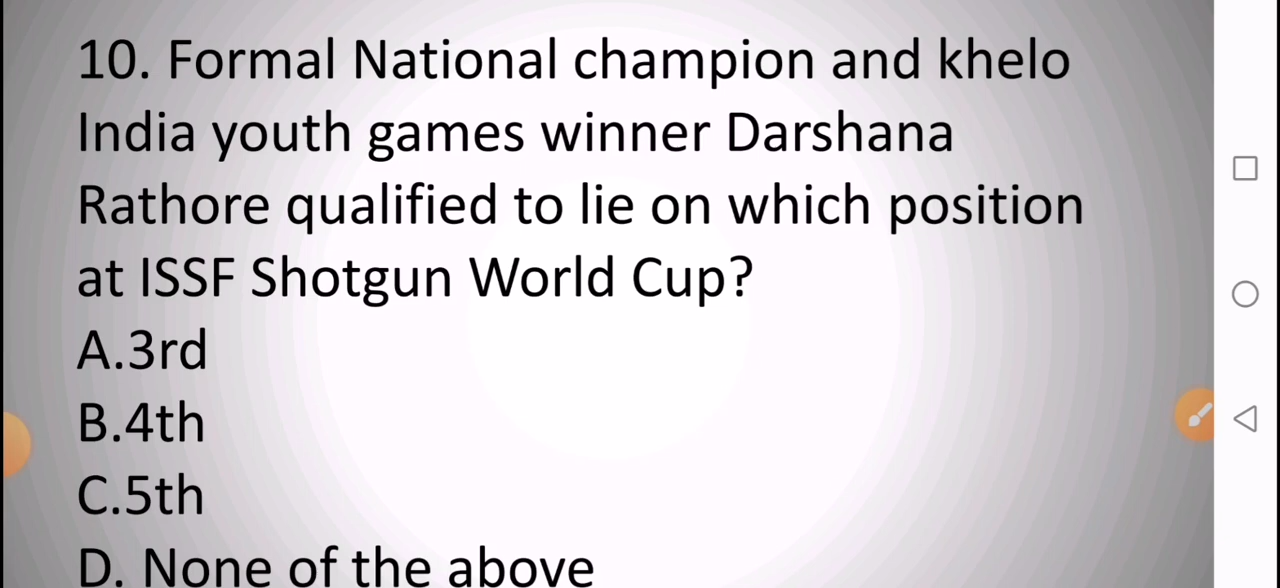 10. Formal National champion and khelo
India youth games winner Darshana
Rathore qualified to lie on which position
at ISSF Shotgun World Cup?
A.3rd
B.4th
C.5th
D. None of the above